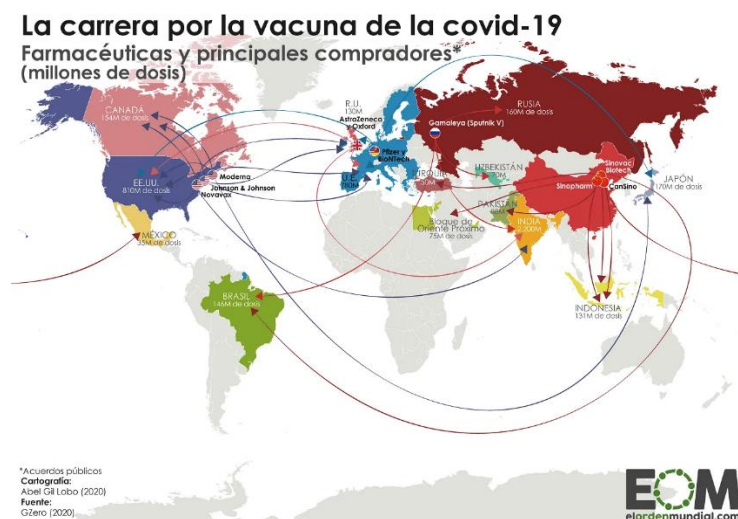 La carrera por la vacuna de la covid-19
Farmacéuticas y principales compradores*
(millones de dosis)
CANADÁ
154M de dosis
R.U.
130M
AstraZeneca
y Oxford
Pfizer y
BioNTech
RUSIA
160M de dosis
Gamaleya (Sputnik V)
EE.UU.
810M de dosis
Moderna
Johnson & Johnson
Novavax
U.E.
TURQUÍA
50M
UZBEKISTÁN
Sinovac
Biotech
Sinopharm
CanSino
JAPÓN
170M de dosis
PAKISTÁN
INDIA
2.200M
Bloque de
Oriente Próximo
75M de dosis
MÉXICO
35M de dosis
BRASIL
146M de dosis
INDONESIA
131M de dosis
*Acuerdos públicos
Cartografía:
Abel Gil Lobo (2020)
Fuente:
GZero (2020)
EOM
elordenmundial.com